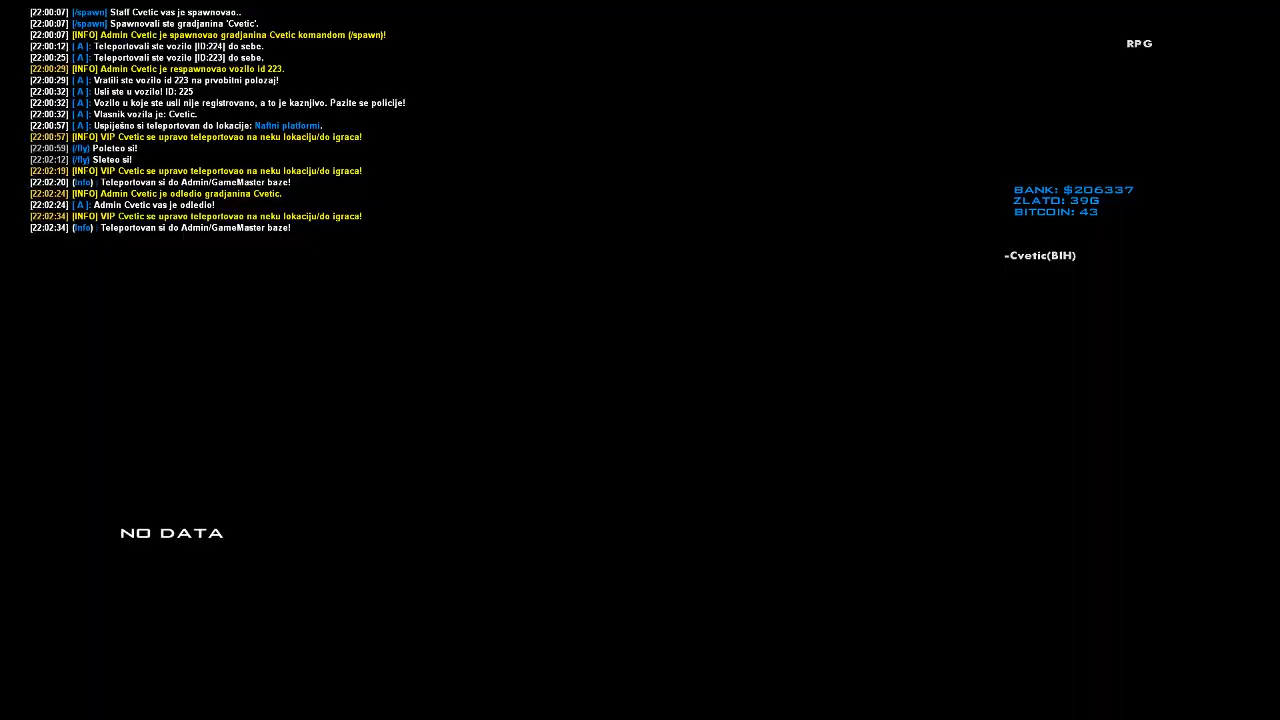 [22:00:07] [/spawn] Staff Cvetic vas je spawnovao..
[22:00:07] [/spawn] Spawnovali ste gradjanina 'Cvetic'.
[22:00:07] [INFO] Admin Cvetic je spawnovao gradjanina Cvetic komandom (/spawn)!
[22:00:12] [ A ]: Teleportovali ste vozilo [ID:224] do sebe.
[22:00:25] [ A ]: Teleportovali ste vozilo [ID:223] do sebe.
[22:00:29] [INFO] Admin Cvetic je respawnovao vozilo id 223.
[22:00:29] [ A ]: Vratili ste vozilo id 223 na prvobitni polozaj!
[22:00:32] [ A ]: Usli ste u vozilo! ID: 225
[22:00:32] [ A ]: Vozilo u koje ste usli nije registrovano, a to je kaznjivo. Pazite se policije!
[22:00:32] [ A ]: Vlasnik vozila je: Cvetic.
[22:00:57] [ A ]: Uspiješno si teleportovan do lokacije: Naftni platformi.
[22:00:57] [INFO] VIP Cvetic se upravo teleportovao na neku lokaciju/do igraca!
[22:00:59] (/fly) Poleteo si!
[22:02:12] (/fly) Sleteo si!
[22:02:19] [INFO] VIP Cvetic se upravo teleportovao na neku lokaciju/do igraca!
[22:02:20] (Info) : Teleportovan si do Admin/GameMaster baze!
[22:02:24] [INFO] Admin Cvetic je odledio gradjanina Cvetic.
[22:02:24] [ A ]: Admin Cvetic vas je odledio!
[22:02:34] [INFO] VIP Cvetic se upravo teleportovao na neku lokaciju/do igraca!
[22:02:34] (Info) : Teleportovan si do Admin/GameMaster baze!
RPG
BANK: $206337
ZLATO: 39G
BITCOIN: 43
-Cvetic(BIH)
NO DATA